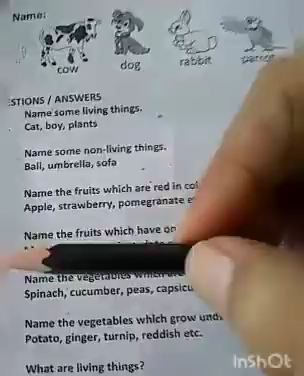 Name:
cow dog rabbit parrot
STIONS / ANSWERS
Name some living things.
Cat, boy, plants
Name some non-living things.
Ball, umbrella, sofa
Name the fruits which are red in
Apple, strawberry, pomegranate
Name the fruits which have
Name the vegetables which are
Spinach, cucumber, peas,
Name the vegetables which grow
Potato, ginger, turnip, reddish etc.
What are living things?
InShOt